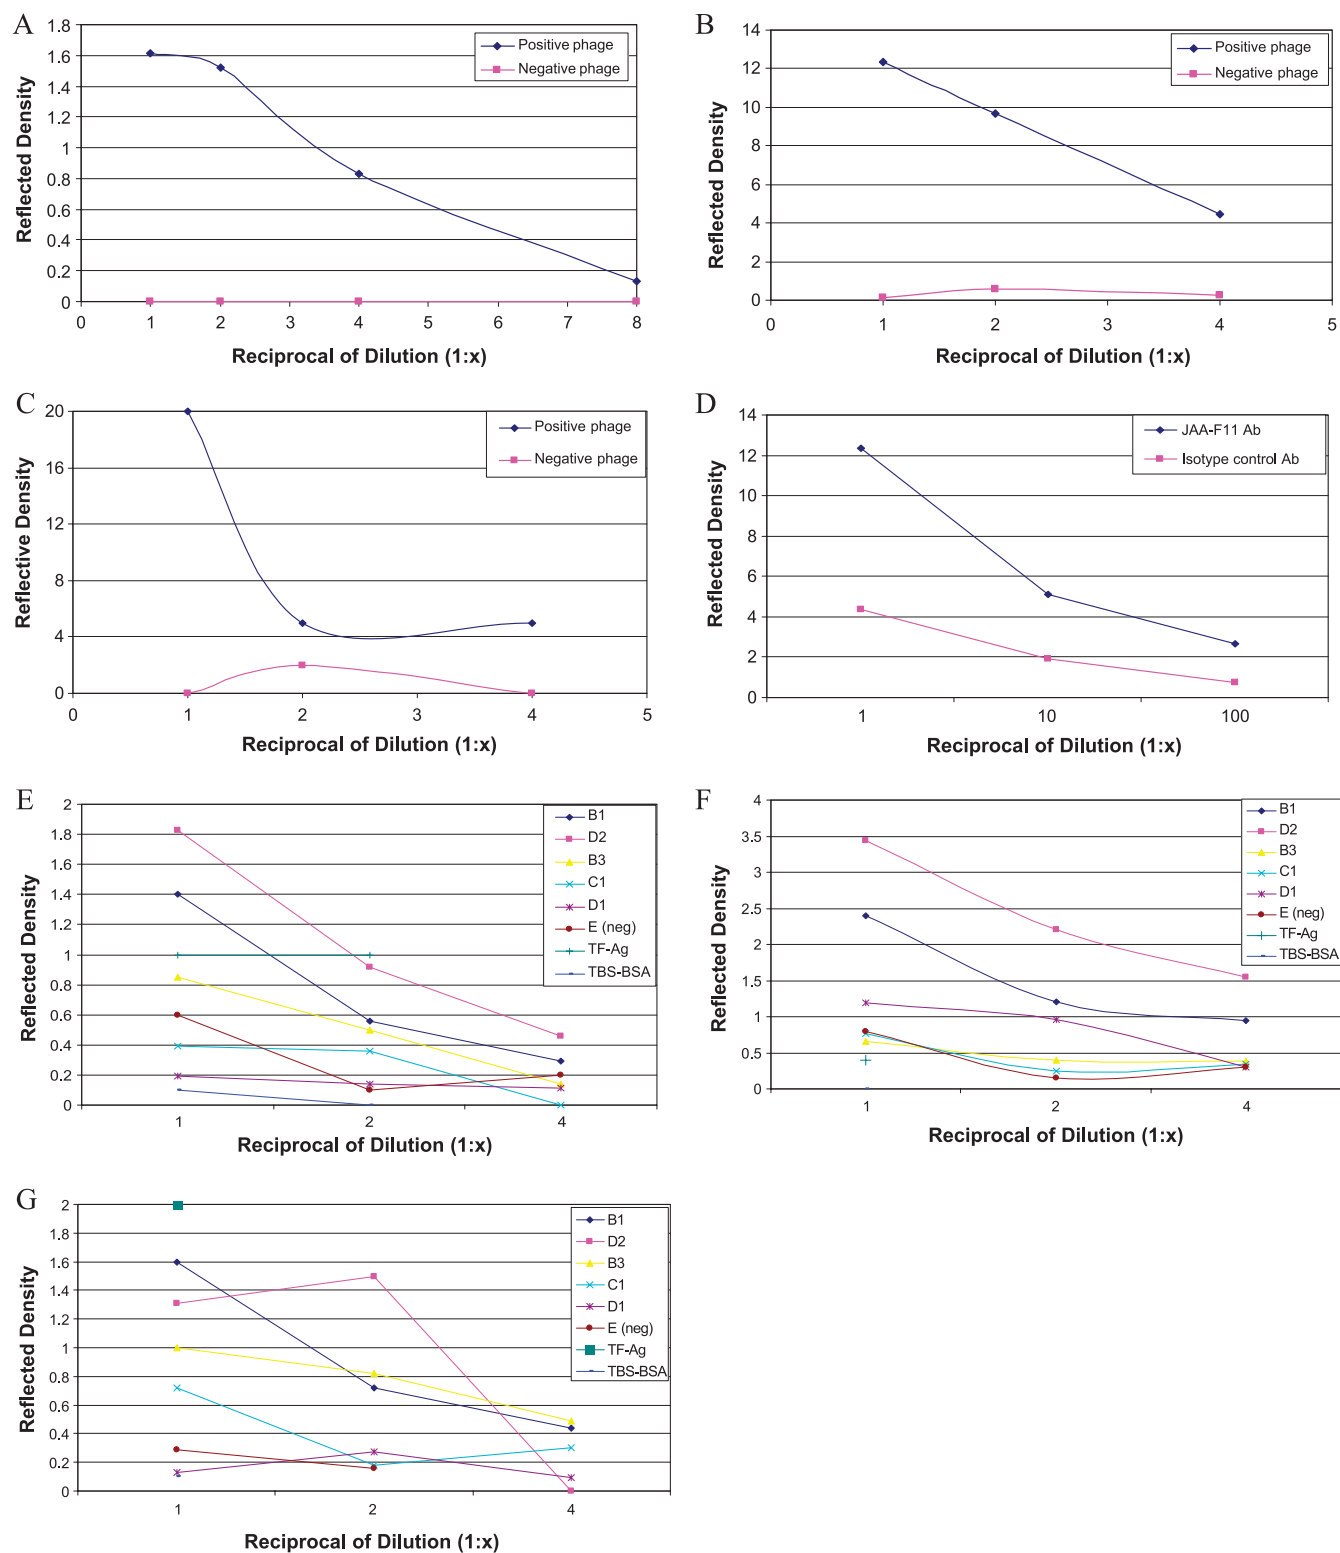 A
1.8
1.6
1.4
1.2
1
0.8
0.6
0.4
0.2
0
0 1 2 3 4 5 6 7 8
Reflected Density
Reciprocal of Dilution (1:x)
Positive phage
Negative phage
B
14
12
10
8
6
4
2
0
0 1 2 3 4 5
Reflected Density
Reciprocal of Dilution (1:x)
Positive phage
Negative phage
C
20
16
12
8
4
0
0 1 2 3 4 5
Reflective Density
Reciprocal of Dilution (1:x)
Positive phage
Negative phage
D
14
12
10
8
6
4
2
0
1 10 100
Reflected Density
Reciprocal of Dilution (1:x)
JAA-F11 Ab
Isotype control Ab
E
2
1.8
1.6
1.4
1.2
1
0.8
0.6
0.4
0.2
0
1 2 4
Reflected Density
Reciprocal of Dilution (1:x)
B1
D2
B3
C1
D1
E (neg)
TF-Ag
TBS-BSA
F
4
3.5
3
2.5
2
1.5
1
0.5
0
1 2 4
Reflected Density
Reciprocal of Dilution (1:x)
B1
D2
B3
C1
D1
E (neg)
TF-Ag
TBS-BSA
G
2
1.8
1.6
1.4
1.2
1
0.8
0.6
0.4
0.2
0
1 2 4
Reflected Density
Reciprocal of Dilution (1:x)
B1
D2
B3
C1
D1
E (neg)
TF-Ag
TBS-BSA